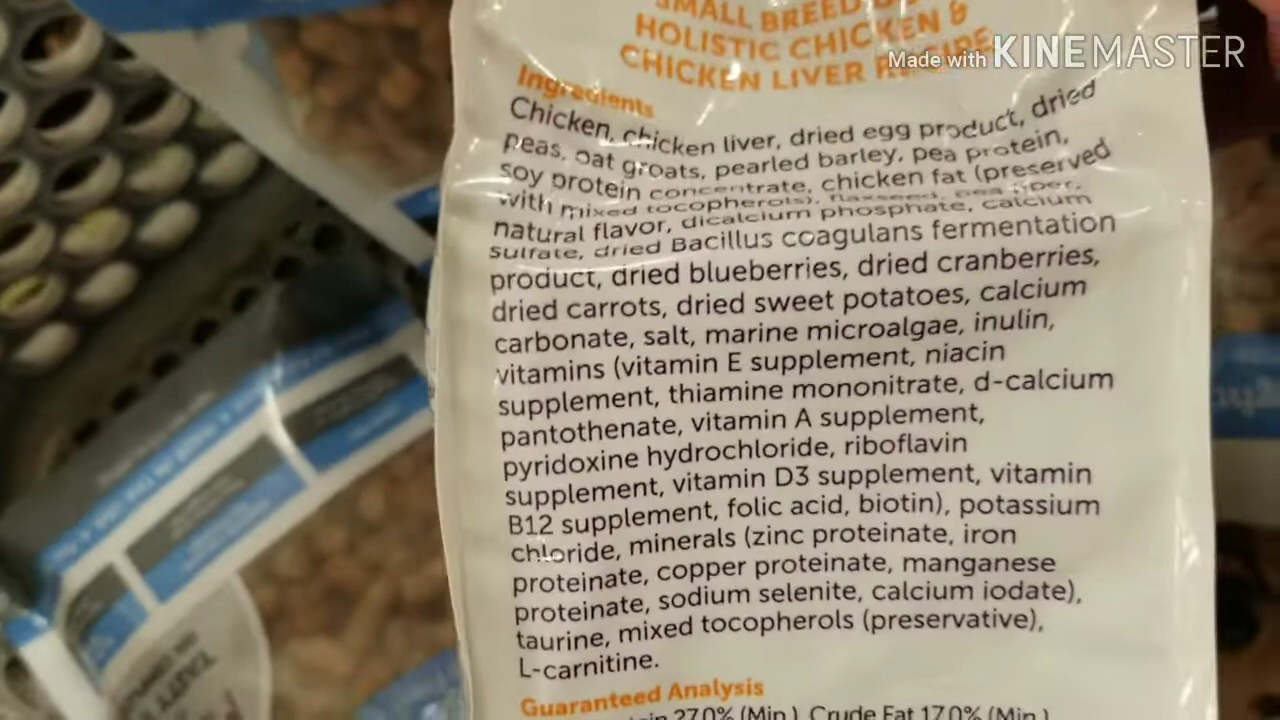 SMALL BREED
HOLISTIC CHICKEN &
CHICKEN LIVER RECIPE
Made with KINEMASTER
Ingredients
Chicken, chicken liver, dried egg product, dried
peas, oat groats, pearled barley, pea protein,
soy protein concentrate, chicken fat (preserved
with mixed tocopherols), flaxseed, pea fiber,
natural flavor, dicalcium phosphate, calcium
sulfate, dried Bacillus coagulans fermentation
product, dried blueberries, dried cranberries,
dried carrots, dried sweet potatoes, calcium
carbonate, salt, marine microalgae, inulin,
vitamins (vitamin E supplement, niacin
supplement, thiamine mononitrate, d-calcium
pantothenate, vitamin A supplement,
pyridoxine hydrochloride, riboflavin
supplement, vitamin D3 supplement, vitamin
B12 supplement, folic acid, biotin), potassium
chloride, minerals (zinc proteinate, iron
proteinate, copper proteinate, manganese
proteinate, sodium selenite, calcium iodate),
taurine, mixed tocopherols (preservative),
L-carnitine.
Guaranteed Analysis
27.0% (Min.), Crude Fat 17.0% (Min.)
TASTY